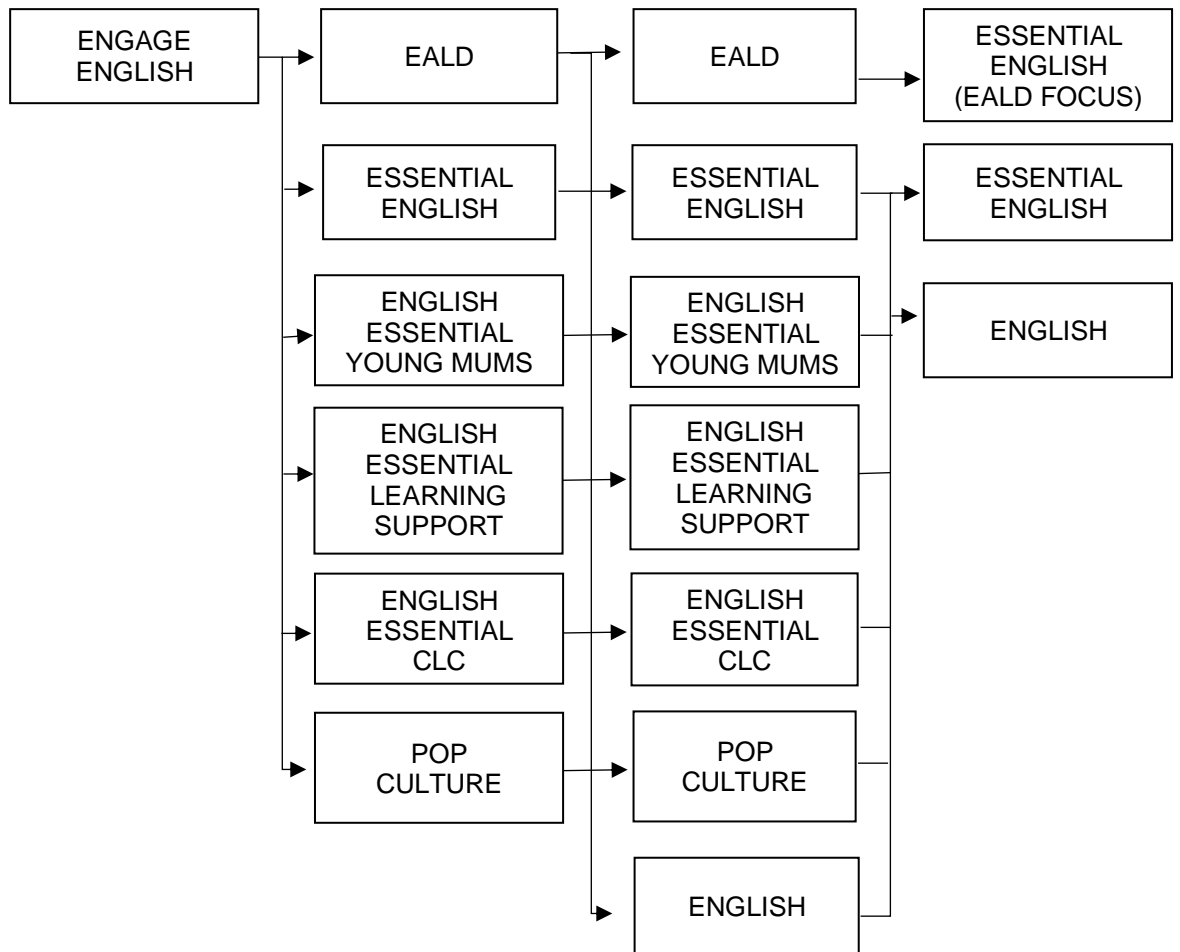 ENGAGE
ENGLISH
EALD
EALD
ESSENTIAL
ENGLISH
(EALD FOCUS)
ESSENTIAL
ENGLISH
ESSENTIAL
ENGLISH
ESSENTIAL
ENGLISH
ENGLISH
ESSENTIAL
YOUNG MUMS
ENGLISH
ESSENTIAL
YOUNG MUMS
ENGLISH
ENGLISH
ESSENTIAL
LEARNING
SUPPORT
ENGLISH
ESSENTIAL
LEARNING
SUPPORT
ENGLISH
ESSENTIAL
CLC
ENGLISH
ESSENTIAL
CLC
POP
CULTURE
POP
CULTURE
ENGLISH